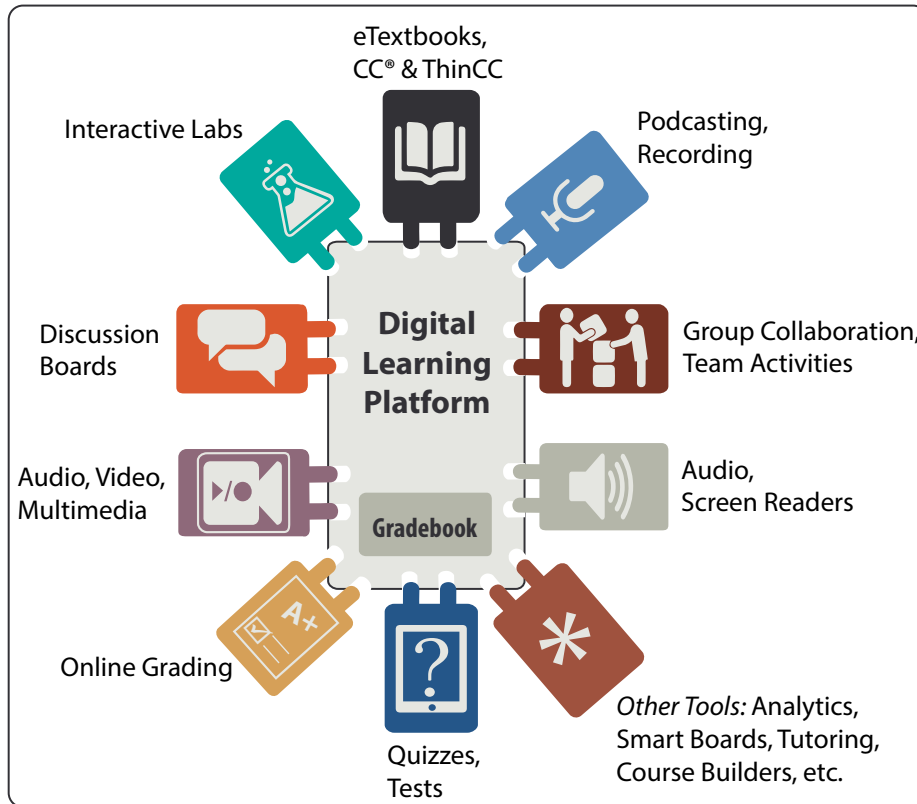 eTextbooks,
CC® & ThinCC
Interactive Labs
Podcasting,
Recording
Digital
Learning
Platform
Discussion
Boards
Group Collaboration,
Team Activities
Audio, Video,
Multimedia
Audio,
Screen Readers
Gradebook
A+
Online Grading
?
*
Quizzes,
Tests
Other Tools: Analytics,
Smart Boards, Tutoring,
Course Builders, etc.